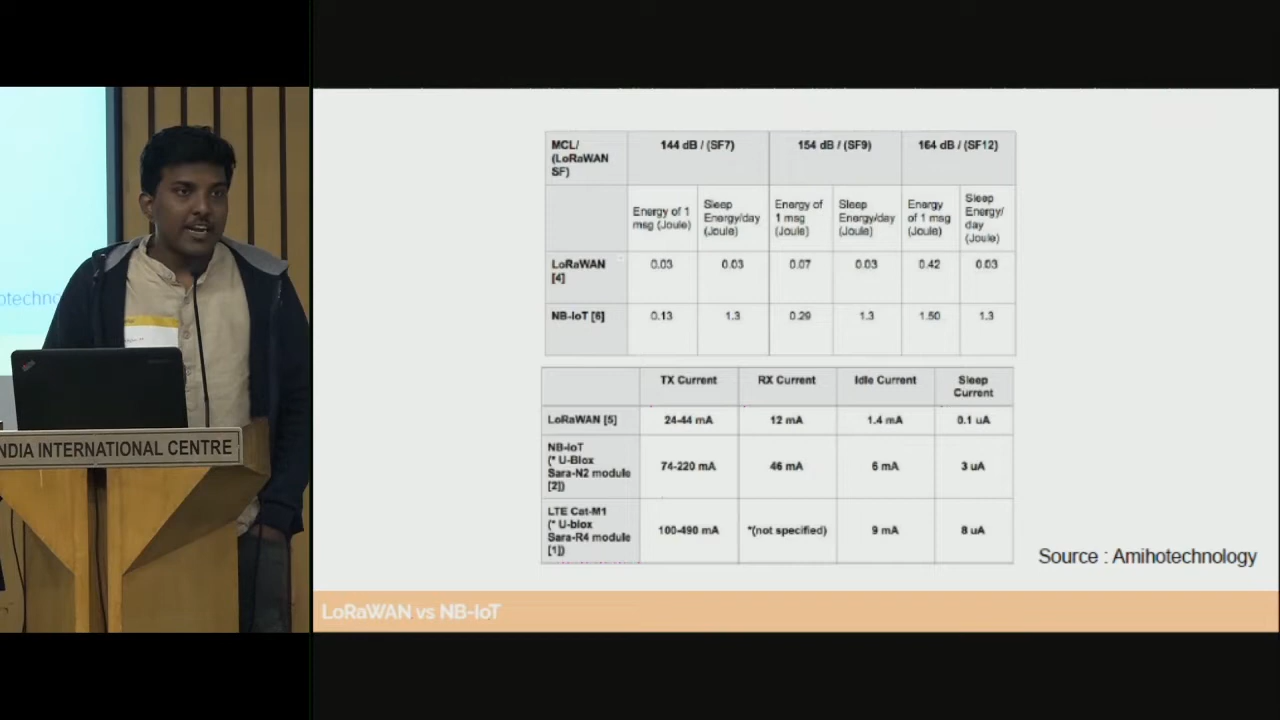 MCL/
(LoRaWAN
SF)
144 dB / (SF7)
154 dB / (SF9)
164 dB / (SF12)
Energy of 1
msg (Joule)
Sleep
Energy/day
(Joule)
Energy of
1 msg
(Joule)
Sleep
Energy/day
(Joule)
Energy
of 1 msg
(Joule)
Sleep
Energy/
day
(Joule)
LoRaWAN
[4]
0.03
0.03
0.07
0.03
0.42
0.03
NB-IoT [6]
0.13
1.3
0.29
1.3
1.50
1.3
TX Current
RX Current
Idle Current
Sleep
Current
LoRaWAN [5]
24-44 mA
12 mA
1.4 mA
0.1 uA
NB-IoT
(* U-Blox
Sara-N2 module
[2])
74-220 mA
46 mA
6 mA
3 uA
LTE Cat-M1
(* U-blox
Sara-R4 module
[1])
100-490 mA
*(not specified)
9 mA
8 uA
Source : Amihotechnology
LoRaWAN vs NB-IoT
otechno
NDIA INTERNATIONAL CENTRE